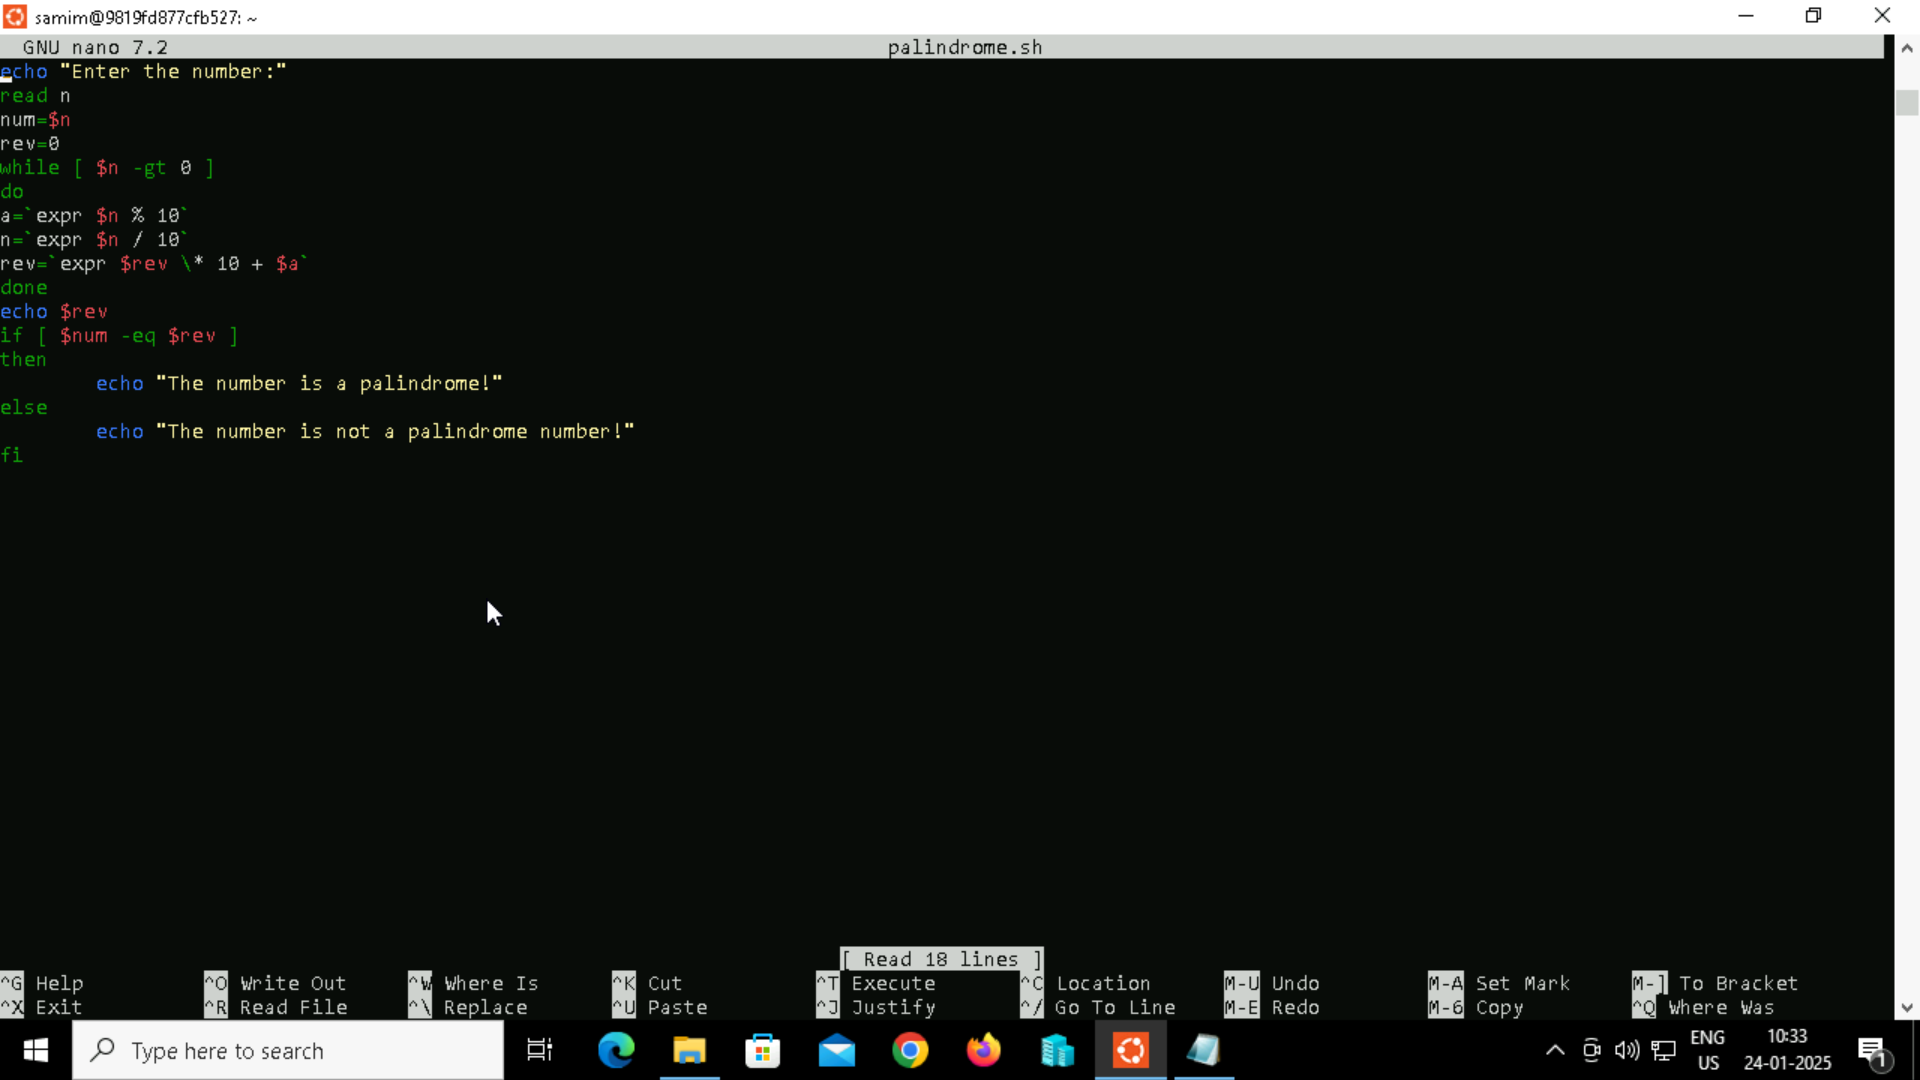 samim@9819fd877cfb527: ~
GNU nano 7.2 palindrome.sh
echo "Enter the number:"
read n
num=$n
rev=0
while [ $n -gt 0 ]
do
a=`expr $n % 10`
n=`expr $n / 10`
rev=`expr $rev \* 10 + $a`
done
echo $rev
if [ $num -eq $rev ]
then
        echo "The number is a palindrome!"
else
        echo "The number is not a palindrome number!"
fi
[ Read 18 lines ]
^G Help ^O Write Out ^W Where Is ^K Cut ^T Execute ^C Location M-U Undo M-A Set Mark M-] To Bracket
^X Exit ^R Read File ^\ Replace ^U Paste ^J Justify ^/ Go To Line M-E Redo M-6 Copy ^Q Where Was
Type here to search
ENG
US
10:33
24-01-2025
1